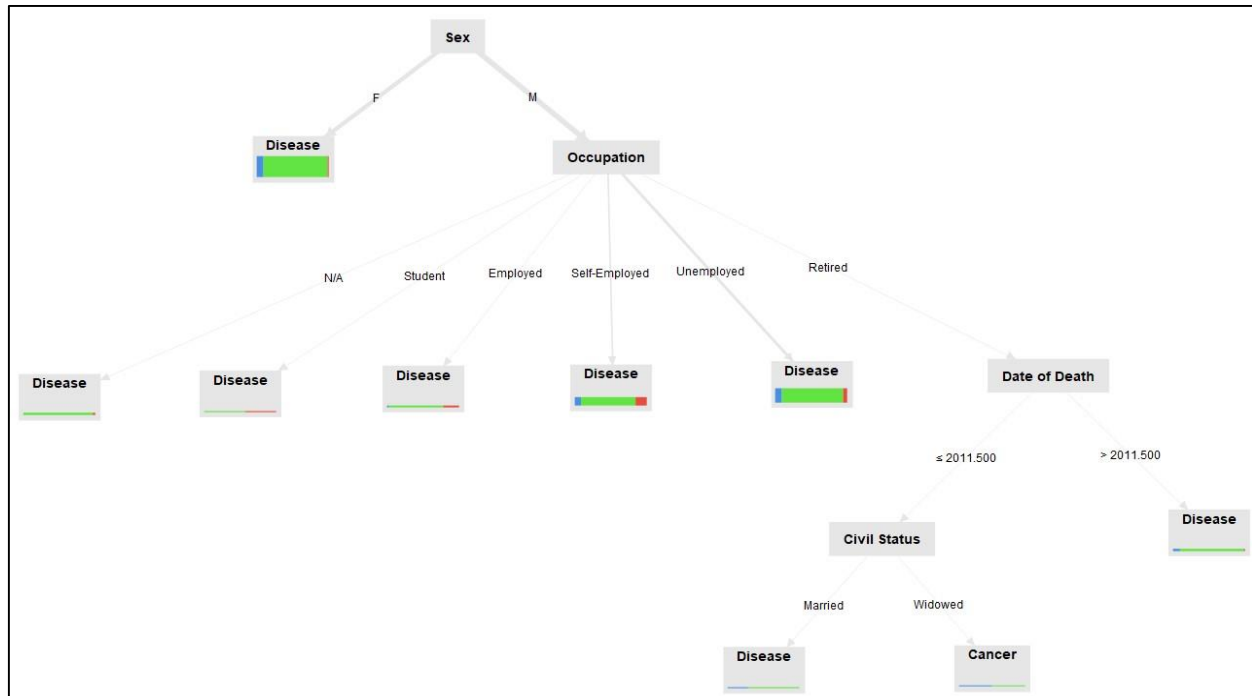 Sex
F
M
Disease
Occupation
N/A
Student
Employed
Self-Employed
Unemployed
Retired
Disease
Disease
Disease
Disease
Disease
Date of Death
≤ 2011.500
> 2011.500
Civil Status
Disease
Married
Widowed
Disease
Cancer